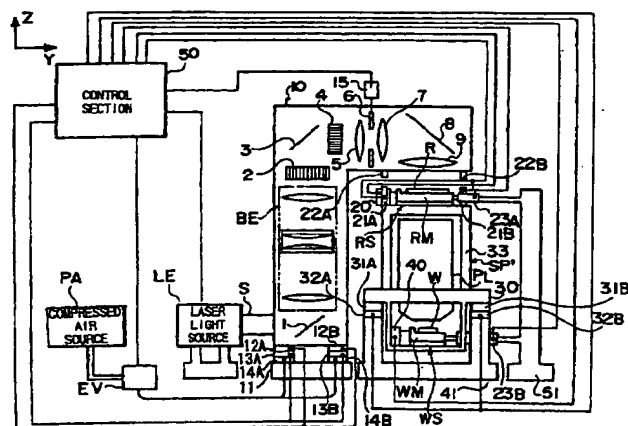 Z
Y
50
CONTROL
SECTION
10
15
4
6
7
3
8
5
9
2
R
22B
22A
20
21A
23A
21B
BE
RS
RM
33
SP'
32A
31A
40
W
PL
30
31B
PA
LE
S
COMPRESSED
AIR
SOURCE
LASER
LIGHT
SOURCE
1
12B
32B
12A
13A
14A
11
EV
13B
14B
WM
WS
41
23B
51